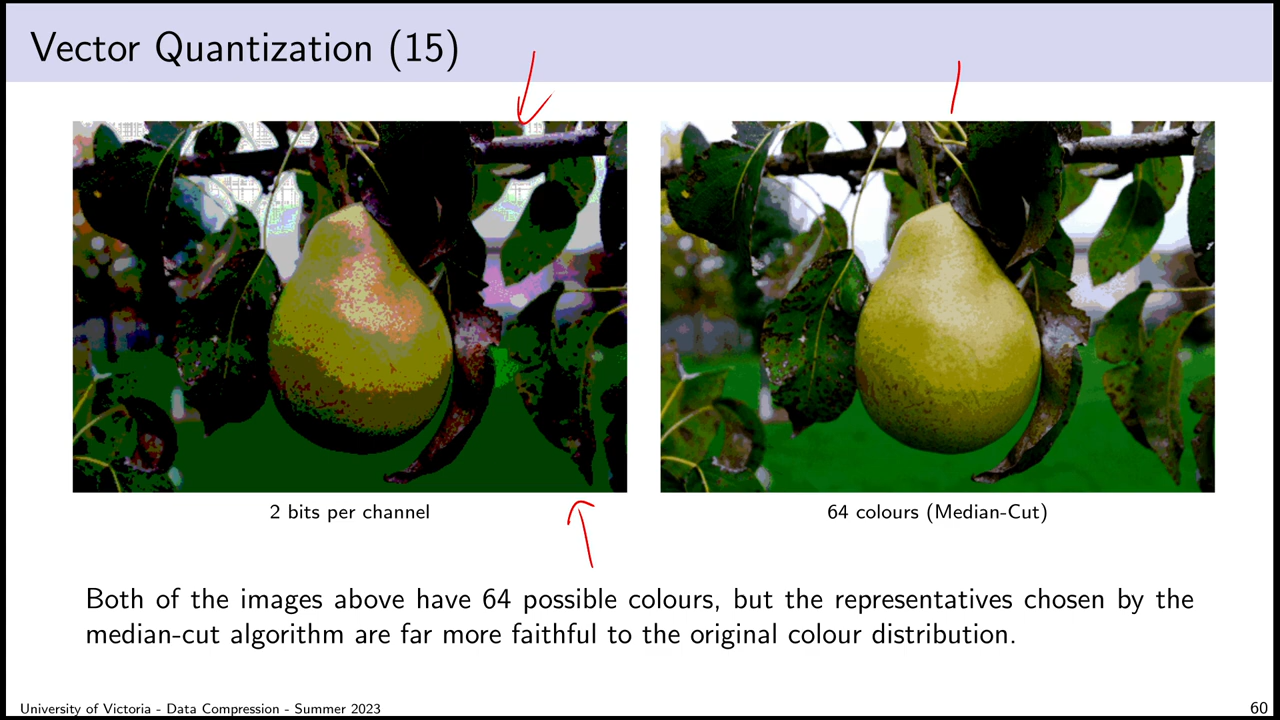 Vector Quantization (15)
2 bits per channel
64 colours (Median-Cut)
Both of the images above have 64 possible colours, but the representatives chosen by the
median-cut algorithm are far more faithful to the original colour distribution.
University of Victoria - Data Compression - Summer 2023
60